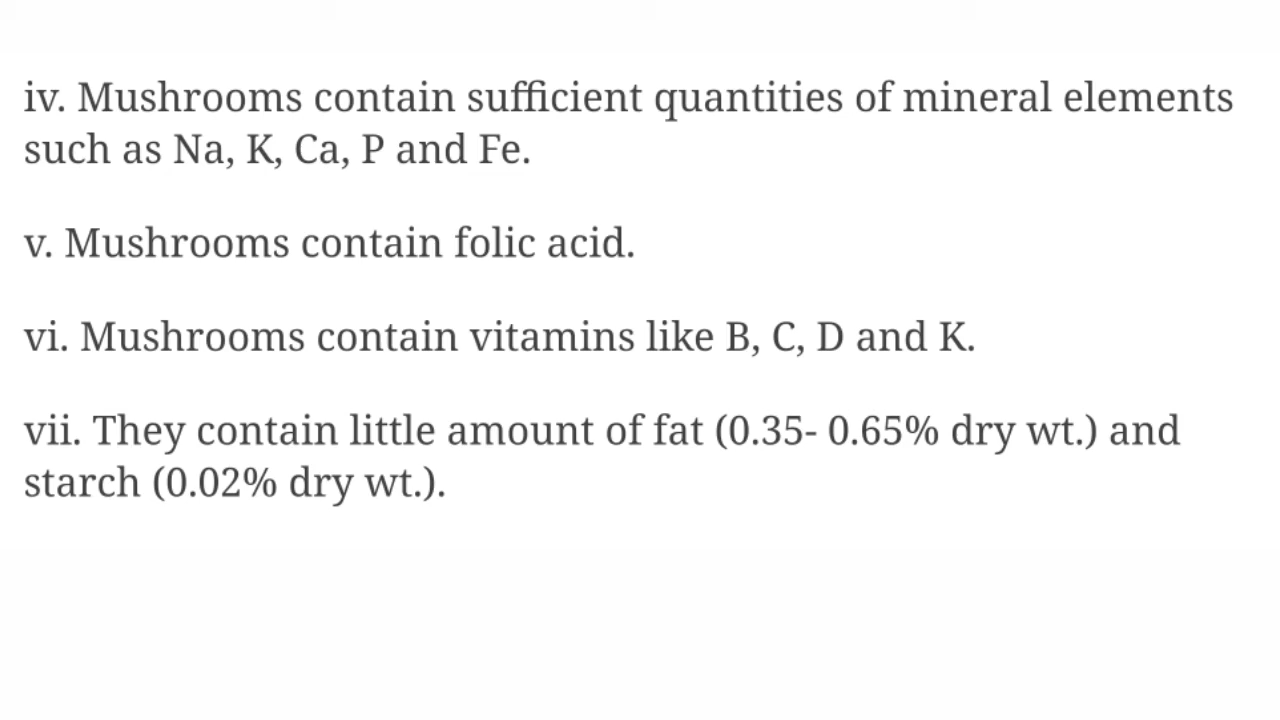 iv. Mushrooms contain sufficient quantities of mineral elements
such as Na, K, Ca, P and Fe.
v. Mushrooms contain folic acid.
vi. Mushrooms contain vitamins like B, C, D and K.
vii. They contain little amount of fat (0.35- 0.65% dry wt.) and
starch (0.02% dry wt.).